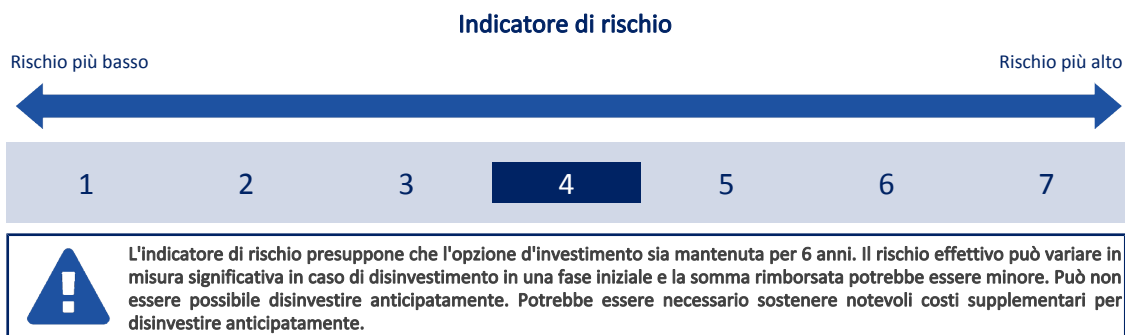 Indicatore di rischio
Rischio più basso Rischio più alto
1 2 3 4 5 6 7
L'indicatore di rischio presuppone che l'opzione d'investimento sia mantenuta per 6 anni. Il rischio effettivo può variare in
misura significativa in caso di disinvestimento in una fase iniziale e la somma rimborsata potrebbe essere minore. Può non
essere possibile disinvestire anticipatamente. Potrebbe essere necessario sostenere notevoli costi supplementari per
disinvestire anticipatamente.